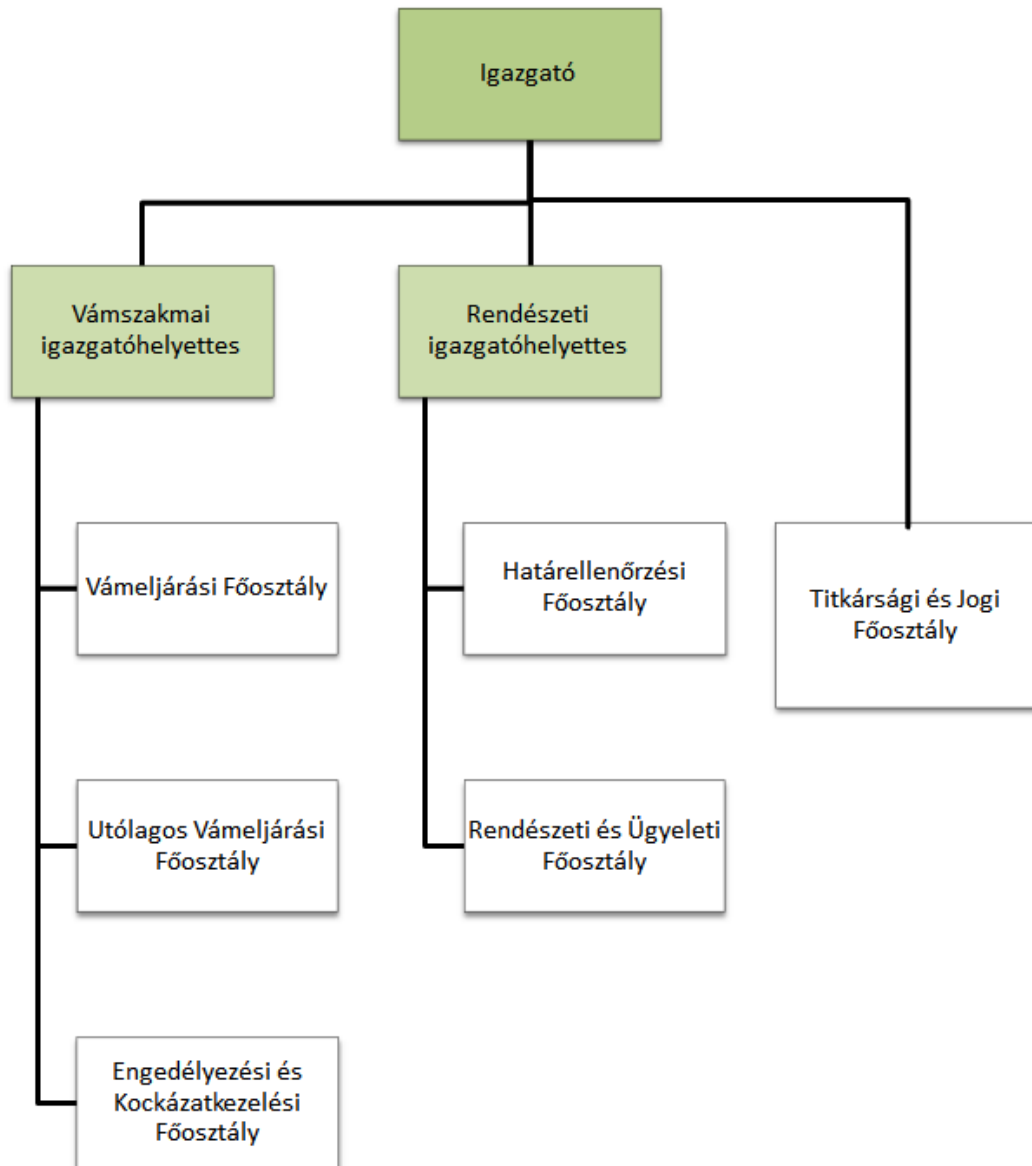 Igazgató
Vámszakmai
igazgatóhelyettes
Rendészeti
igazgatóhelyettes
Vámeljárási Főosztály
Határellenőrzési
Főosztály
Titkársági és Jogi
Főosztály
Utólagos Vámeljárási
Főosztály
Rendészeti és Ügyeleti
Főosztály
Engedélyezési és
Kockázatkezelési
Főosztály